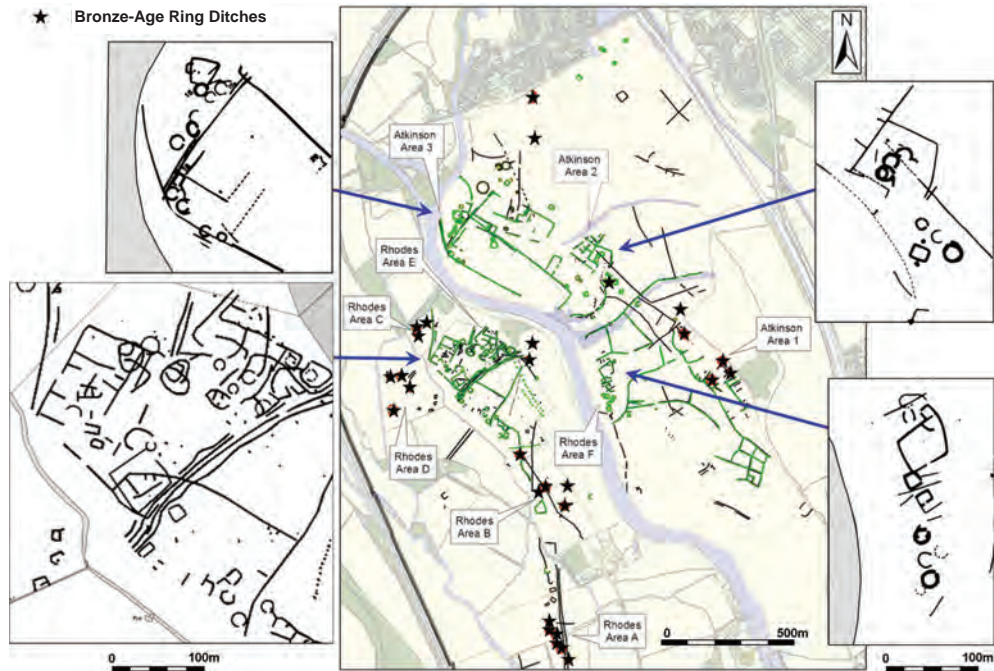 Bronze-Age Ring Ditches
N
Atkinson
Area 3
Atkinson
Area 2
Rhodes
Area E
Rhodes
Area C
Atkinson
Area 1
Rhodes
Area D
Rhodes
Area F
Rhodes
Area B
Rhodes
Area A
0 500m
0 100m
0 100m